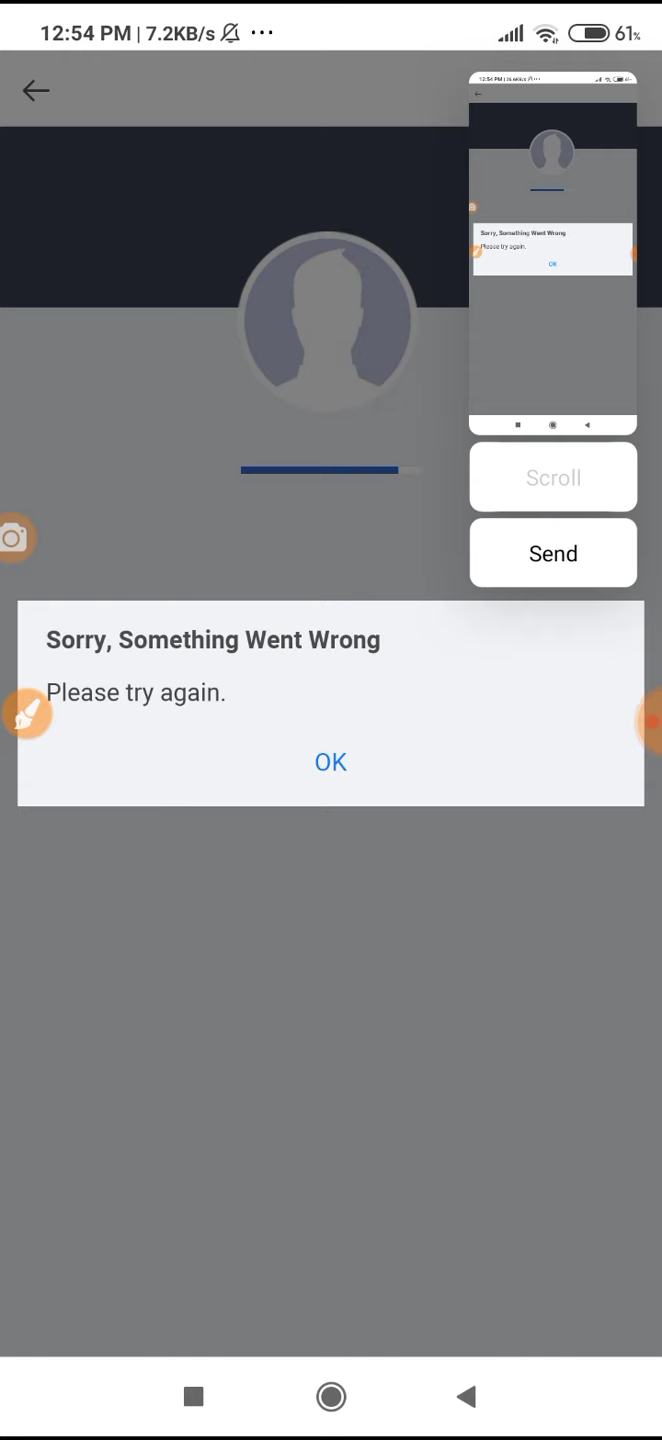 12:54 PM | 7.2KB/s ... 61%
Sorry, Something Went Wrong
Please try again.
OK
Scroll
Send
Sorry, Something Went Wrong
Please try again.
OK